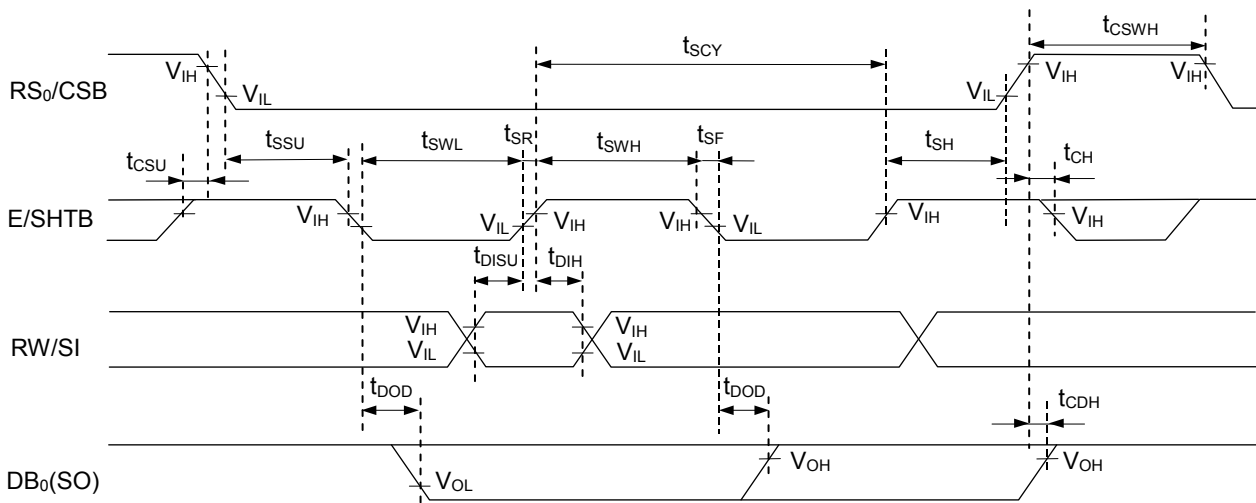 tSCY
tCSWH
VIH
VIH
VIH
RS0/CSB
VIL
VIL
tSSU
tSWL
tSR
tSWH
tSF
tSH
tCH
tCSU
E/SHTB
VIH
VIL
VIH
VIH
VIL
VIH
VIH
tDISU
tDIH
VIH
VIH
RW/SI
VIL
VIL
tDOD
tDOD
tCDH
DB0(SO)
VOL
VOH
VOH